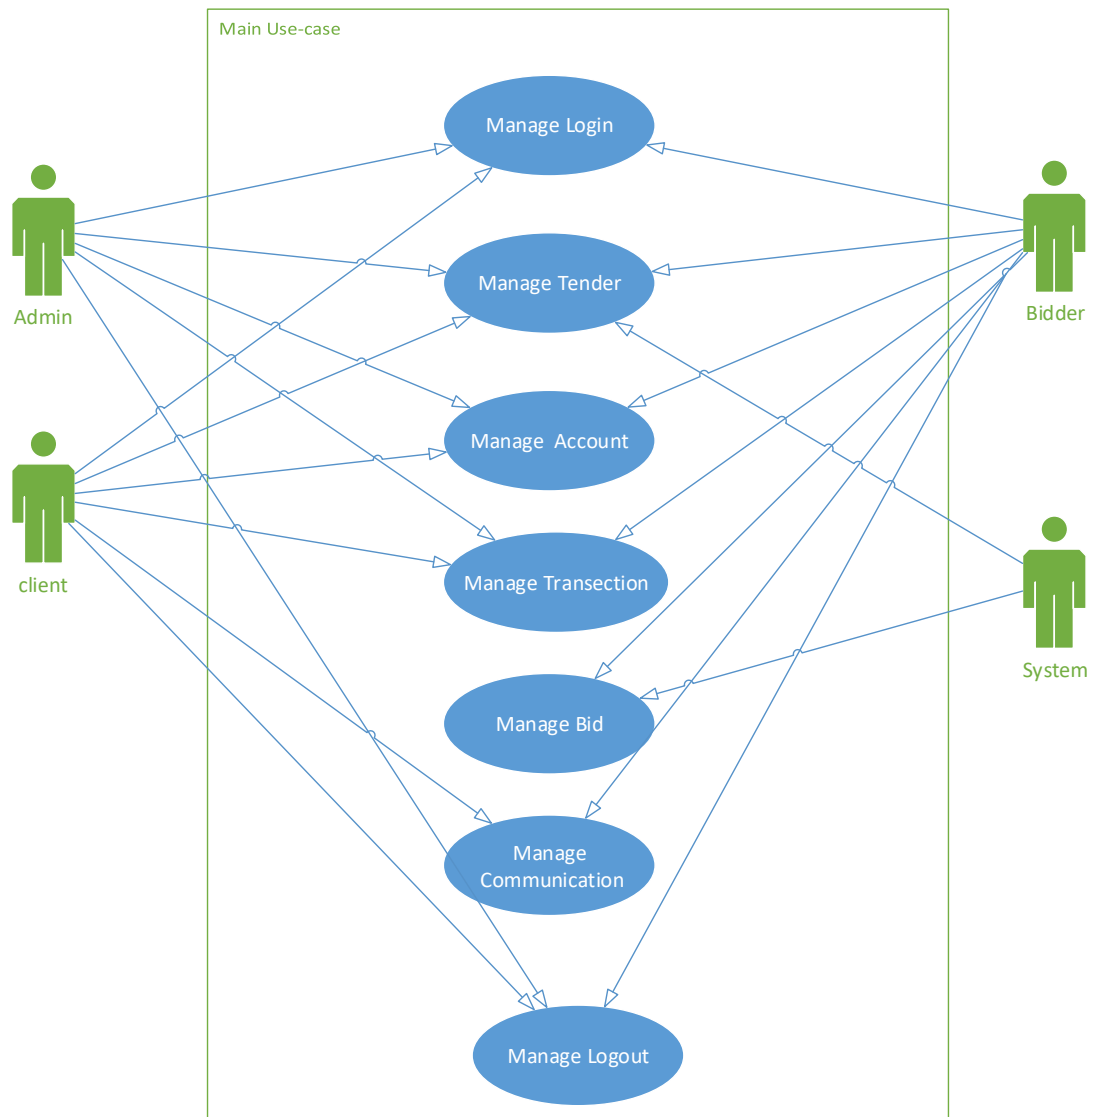 Main Use-case
Manage Login
Manage Tender
Admin
Bidder
Manage  Account
client
Manage Transection
System
Manage Bid
Manage
Communication
Manage Logout